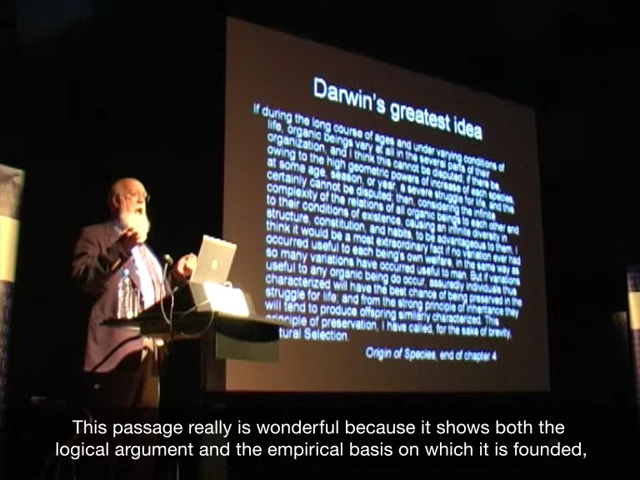 Darwin's greatest idea
If during the long course of ages and under varying conditions of
life, organic beings vary at all in the several parts of their
organization, and I think this cannot be disputed; if there be,
owing to the high geometric powers of increase of each species,
at some age, season, or year, a severe struggle for life, and this
certainly cannot be disputed; then, considering the infinite
complexity of the relations of all organic beings to each other and
to their conditions of existence, causing an infinite diversity in
structure, constitution, and habits, to be advantageous to them, I
think it would be a most extraordinary fact if no variation ever had
occurred useful to each being's own welfare, in the same way as
so many variations have occurred useful to man. But if variations
useful to any organic being do occur, assuredly individuals thus
characterized will have the best chance of being preserved in the
struggle for life; and from the strong principle of inheritance they
will tend to produce offspring similarly characterized. This
principle of preservation, I have called, for the sake of brevity,
tural Selection.
Origin of Species, end of chapter 4
This passage really is wonderful because it shows both the
logical argument and the empirical basis on which it is founded,